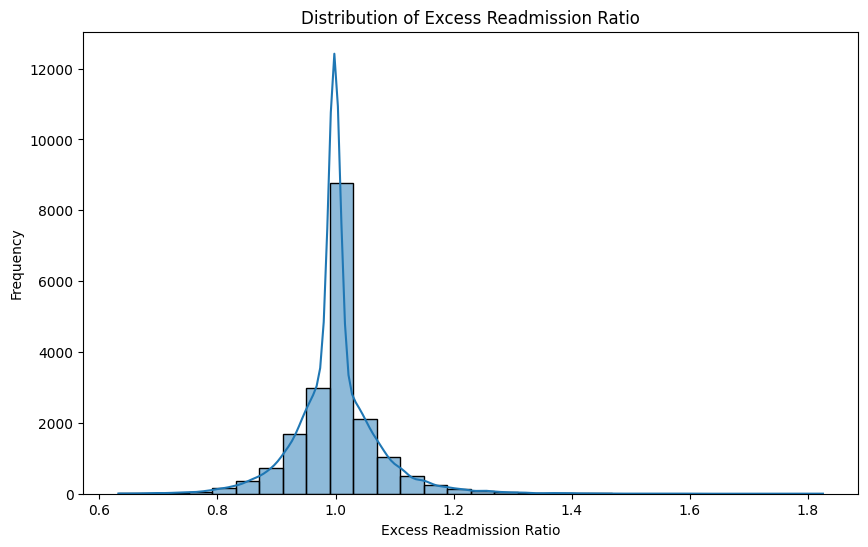 Distribution of Excess Readmission Ratio
12000
10000
8000
6000
4000
2000
0
Frequency
0.6 0.8 1.0 1.2 1.4 1.6 1.8
Excess Readmission Ratio